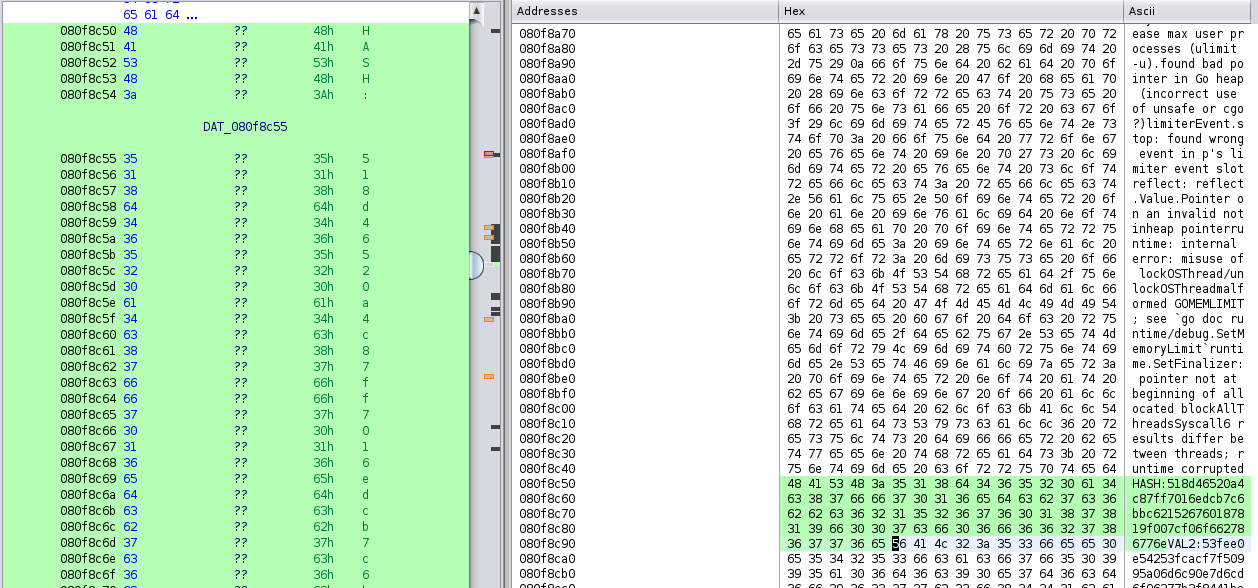 65 61 64 ...
080f8c50 48 ?? 48h H
080f8c51 41 ?? 41h A
080f8c52 53 ?? 53h S
080f8c53 48 ?? 48h H
080f8c54 3a ?? 3Ah :
DAT_080f8c55
080f8c55 35 ?? 35h 5
080f8c56 31 ?? 31h 1
080f8c57 38 ?? 38h 8
080f8c58 64 ?? 64h d
080f8c59 34 ?? 34h 4
080f8c5a 36 ?? 36h 6
080f8c5b 35 ?? 35h 5
080f8c5c 32 ?? 32h 2
080f8c5d 30 ?? 30h 0
080f8c5e 61 ?? 61h a
080f8c5f 34 ?? 34h 4
080f8c60 63 ?? 63h c
080f8c61 38 ?? 38h 8
080f8c62 37 ?? 37h 7
080f8c63 66 ?? 66h f
080f8c64 66 ?? 66h f
080f8c65 37 ?? 37h 7
080f8c66 30 ?? 30h 0
080f8c67 31 ?? 31h 1
080f8c68 36 ?? 36h 6
080f8c69 65 ?? 65h e
080f8c6a 64 ?? 64h d
080f8c6b 63 ?? 63h c
080f8c6c 62 ?? 62h b
080f8c6d 37 ?? 37h 7
080f8c6e 63 ?? 63h c
080f8c6f 36 ?? 36h 6
Addresses Hex Ascii
080f8a70 65 61 73 65 20 6d 61 78 20 75 73 65 72 20 70 72 ease max user pr
080f8a80 6f 63 65 73 73 65 73 20 28 75 6c 69 6d 69 74 20 ocesses (ulimit
080f8a90 2d 75 29 0a 66 6f 75 6e 64 20 62 61 64 20 70 6f -u).found bad po
080f8aa0 69 6e 74 65 72 20 69 6e 20 47 6f 20 68 65 61 70 inter in Go heap
080f8ab0 20 28 69 6e 63 6f 72 72 65 63 74 20 75 73 65 20 (incorrect use
080f8ac0 6f 66 20 75 6e 73 61 66 65 20 6f 72 20 63 67 6f of unsafe or cgo
080f8ad0 3f 29 6c 69 6d 69 74 65 72 45 76 65 6e 74 2e 73 ?)limiterEvent.s
080f8ae0 74 6f 70 3a 20 66 6f 75 6e 64 20 77 72 6f 6e 67 top: found wrong
080f8af0 20 65 76 65 6e 74 20 69 6e 20 70 27 73 20 6c 69 event in p's li
080f8b00 6d 69 74 65 72 20 65 76 65 6e 74 20 73 6c 6f 74 miter event slot
080f8b10 72 65 66 6c 65 63 74 3a 20 72 65 66 6c 65 63 74 reflect: reflect
080f8b20 2e 56 61 6c 75 65 2e 50 6f 69 6e 74 65 72 20 6f .Value.Pointer o
080f8b30 6e 20 61 6e 20 69 6e 76 61 6c 69 64 20 6e 6f 74 n an invalid not
080f8b40 69 6e 68 65 61 70 20 70 6f 69 6e 74 65 72 72 75 inheap pointerru
080f8b50 6e 74 69 6d 65 3a 20 69 6e 74 65 72 6e 61 6c 20 ntime: internal
080f8b60 65 72 72 6f 72 3a 20 6d 69 73 75 73 65 20 6f 66 error: misuse of
080f8b70 20 6c 6f 63 6b 4f 53 54 68 72 65 61 64 2f 75 6e lockOSThread/un
080f8b80 6c 6f 63 6b 4f 53 54 68 72 65 61 64 6d 61 6c 66 lockOSThreadmalf
080f8b90 6f 72 6d 65 64 20 47 4f 4d 45 4d 4c 49 4d 49 54 ormed GOMEMLIMIT
080f8ba0 3b 20 73 65 65 20 60 67 6f 20 64 6f 63 20 72 75 ; see `go doc ru
080f8bb0 6e 74 69 6d 65 2f 64 65 62 75 67 2e 53 65 74 4d ntime/debug.SetM
080f8bc0 65 6d 6f 72 79 4c 69 6d 69 74 60 72 75 6e 74 69 emoryLimit`runti
080f8bd0 6d 65 2e 53 65 74 46 69 6e 61 6c 69 7a 65 72 3a me.SetFinalizer:
080f8be0 20 70 6f 69 6e 74 65 72 20 6e 6f 74 20 61 74 20 pointer not at
080f8bf0 62 65 67 69 6e 6e 69 6e 67 20 6f 66 20 61 6c 6c beginning of all
080f8c00 6f 63 61 74 65 64 20 62 6c 6f 63 6b 41 6c 6c 54 ocated blockAllT
080f8c10 68 72 65 61 64 73 53 79 73 63 61 6c 6c 36 20 72 hreadsSyscall6 r
080f8c20 65 73 75 6c 74 73 20 64 69 66 66 65 72 20 62 65 esults differ be
080f8c30 74 77 65 65 6e 20 74 68 72 65 61 64 73 3b 20 72 tween threads; r
080f8c40 75 6e 74 69 6d 65 20 63 6f 72 72 75 70 74 65 64 untime corrupted
080f8c50 48 41 53 48 3a 35 31 38 64 34 36 35 32 30 61 34 HASH:518d46520a4
080f8c60 63 38 37 66 66 37 30 31 36 65 64 63 62 37 63 36 c87ff7016edcb7c6
080f8c70 62 62 63 36 32 31 35 32 36 37 36 30 31 38 37 38 bbc6215267601878
080f8c80 31 39 66 30 30 37 63 66 30 36 66 36 36 32 37 38 19f007cf06f66278
080f8c90 36 37 37 36 65 56 41 4c 32 3a 35 33 66 65 65 30 6776eVAL2:53fee0
080f8ca0 65 35 34 32 35 33 66 63 61 63 66 37 66 35 30 39 e54253fcacf7f509
080f8cb0 39 35 61 30 36 64 36 63 39 30 65 37 64 36 63 64 95a06d6c90e7d6cd